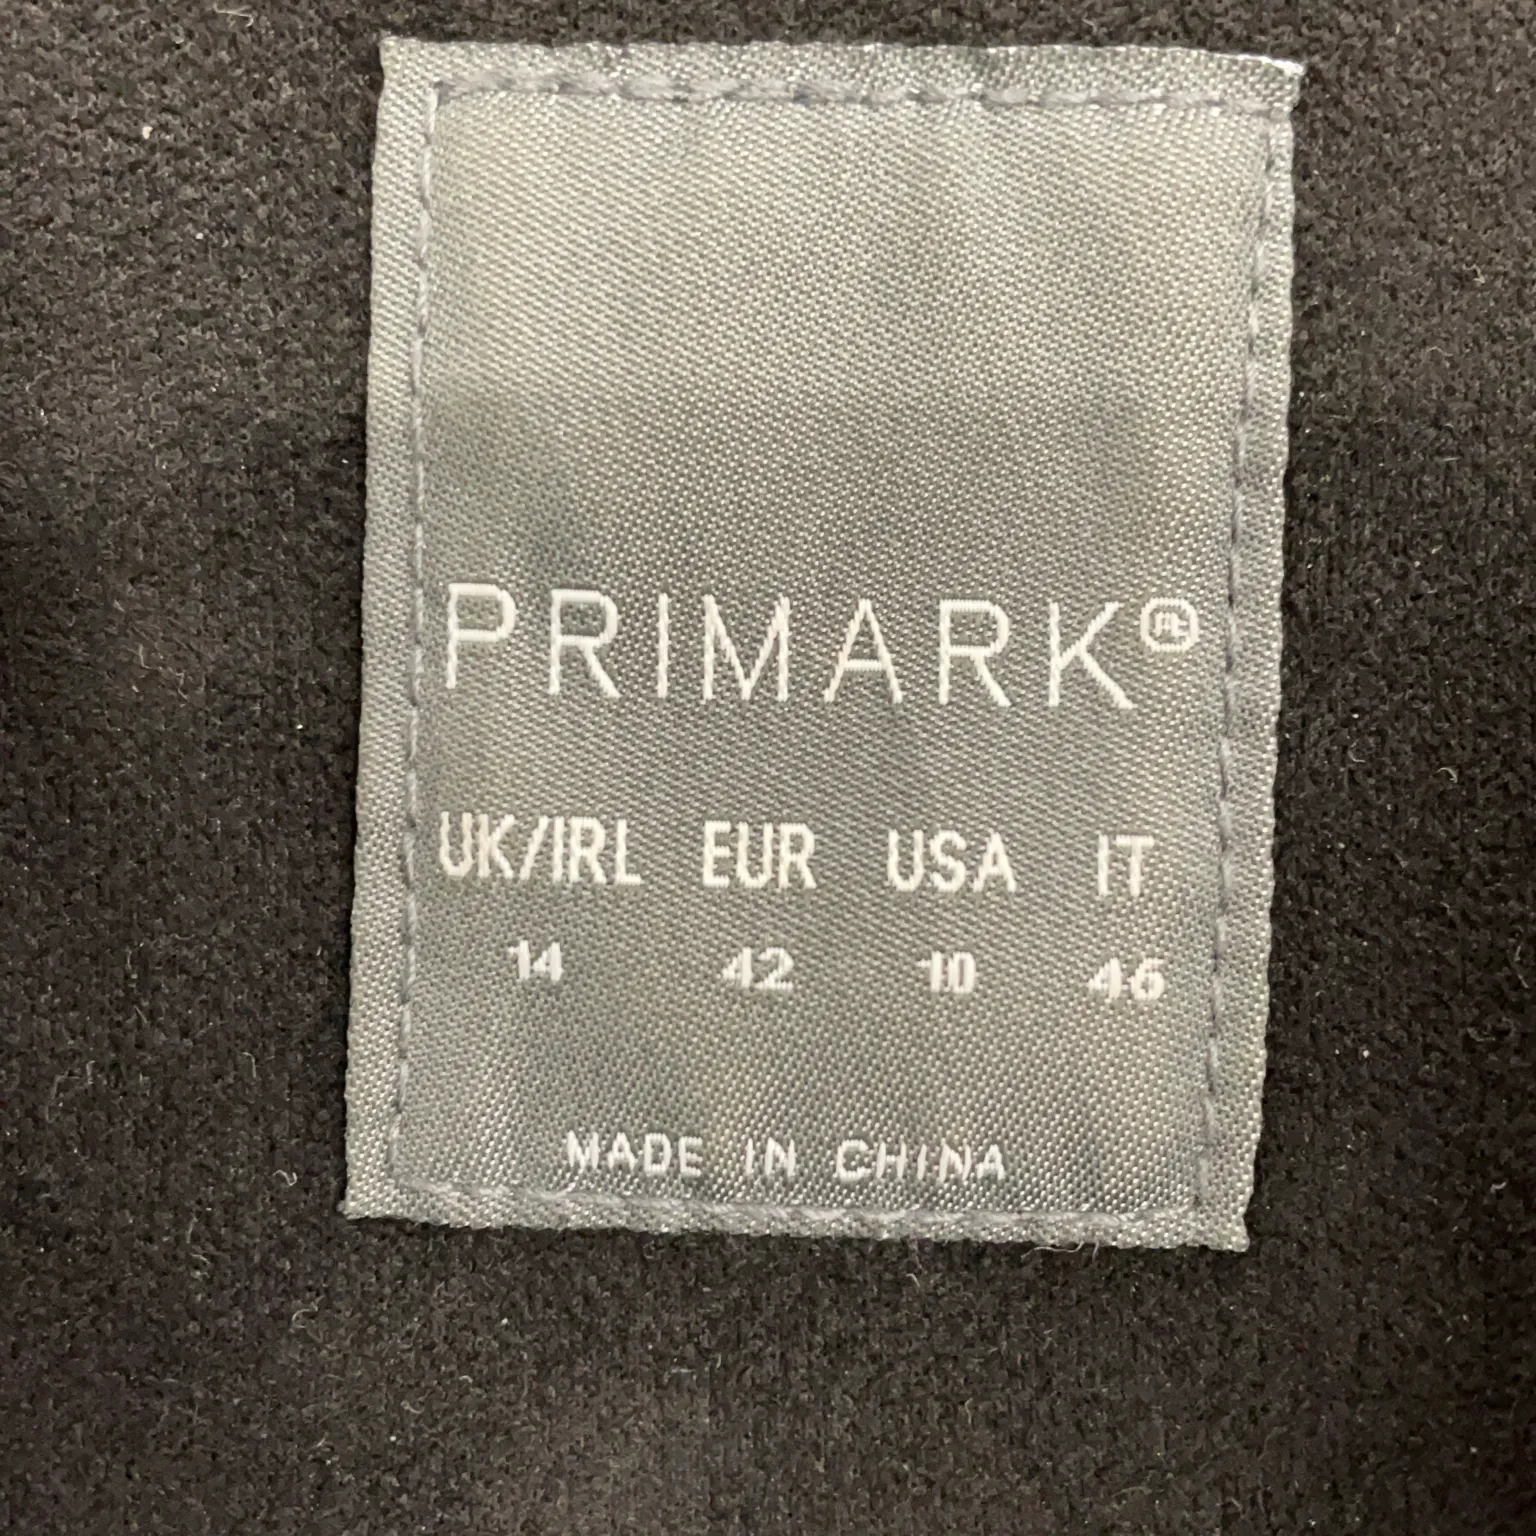 PRIMARK®
UK/IRL EUR USA IT
14 42 10 46
MADE IN CHINA